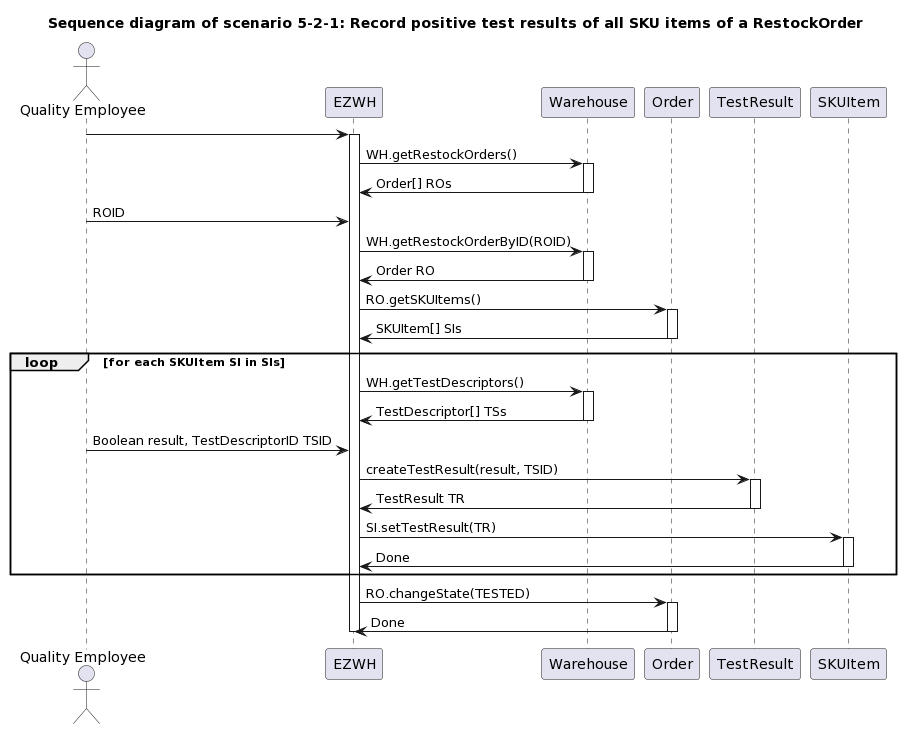 Sequence diagram of scenario 5-2-1: Record positive test results of all SKU items of a RestockOrder
Quality Employee
EZWH
Warehouse
Order
TestResult
SKUItem
WH.getRestockOrders()
Order[] ROs
ROID
WH.getRestockOrderByID(ROID)
Order RO
RO.getSKUItems()
SKUItem[] SIs
loop
[for each SKUItem SI in SIs]
WH.getTestDescriptors()
TestDescriptor[] TSs
Boolean result, TestDescriptorID TSID
createTestResult(result, TSID)
TestResult TR
SI.setTestResult(TR)
Done
RO.changeState(TESTED)
Done
Quality Employee
EZWH
Warehouse
Order
TestResult
SKUItem